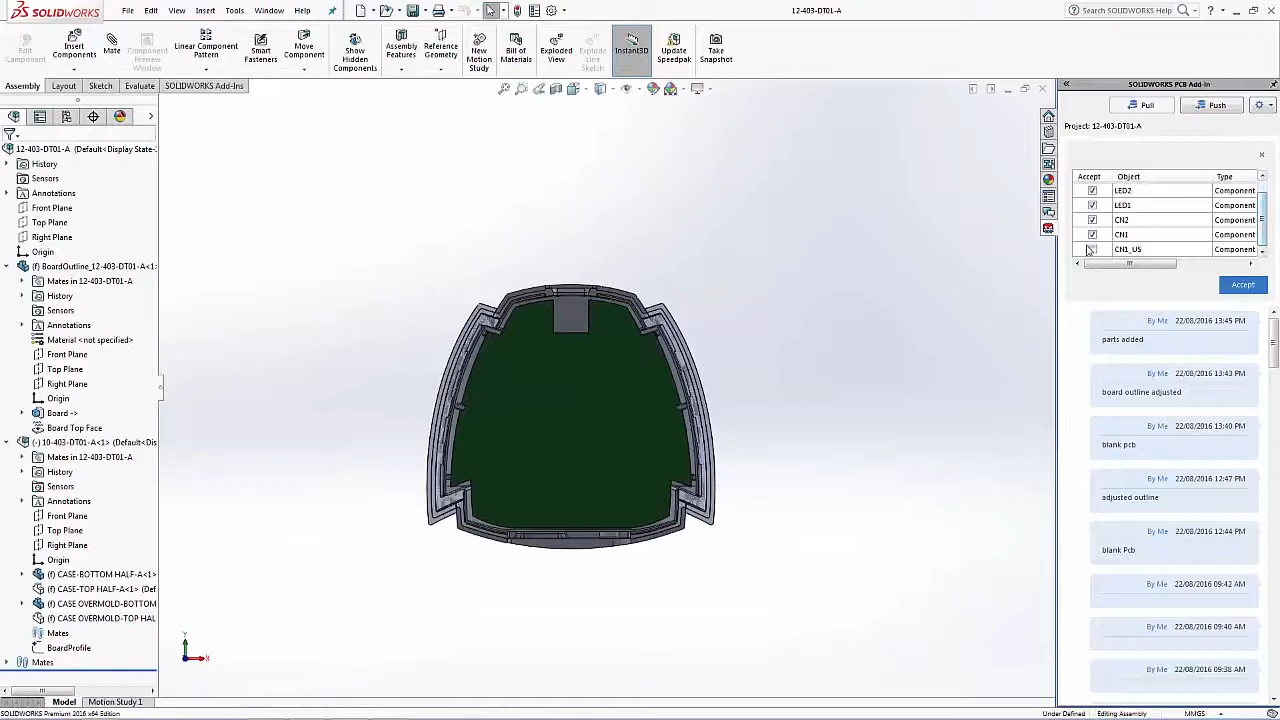 SOLIDWORKS
File Edit View Insert Tools Window Help
12-403-DT01-A
Search SOLIDWORKS Help
Edit Component
Insert Components
Mate
Component Preview Window
Linear Component Pattern
Smart Fasteners
Move Component
Show Hidden Components
Assembly Features
Reference Geometry
New Motion Study
Bill of Materials
Exploded View
Explode Line Sketch
Instant3D
Update Speedpak
Take Snapshot
Assembly Layout Sketch Evaluate SOLIDWORKS Add-Ins
12-403-DT01-A (Default<Display State-
History
Sensors
Annotations
Front Plane
Top Plane
Right Plane
Origin
(f) BoardOutline_12-403-DT01-A<1>
Mates in 12-403-DT01-A
History
Sensors
Annotations
Material <not specified>
Front Plane
Top Plane
Right Plane
Origin
Board ->
Board Top Face
(-) 10-403-DT01-A<1> (Default<Dis
Mates in 12-403-DT01-A
History
Sensors
Annotations
Front Plane
Top Plane
Right Plane
Origin
(f) CASE-BOTTOM HALF-A<1>
(f) CASE-TOP HALF-A<1> (Def
(f) CASE OVERMOLD-BOTTOM
(f) CASE OVERMOLD-TOP HAL
Mates
BoardProfile
Mates
Y
X
SOLIDWORKS PCB Add-In
Pull Push
Project: 12-403-DT01-A
Accept Object Type
LED2 Component
LED1 Component
CN2 Component
CN1 Component
CN1_US Component
Accept
By Me 22/08/2016 13:45 PM
parts added
By Me 22/08/2016 13:43 PM
board outline adjusted
By Me 22/08/2016 13:40 PM
blank pcb
By Me 22/08/2016 12:47 PM
adjusted outline
By Me 22/08/2016 12:44 PM
blank Pcb
By Me 22/08/2016 09:42 AM
By Me 22/08/2016 09:40 AM
By Me 22/08/2016 09:38 AM
Model Motion Study 1
SOLIDWORKS Premium 2016 x64 Edition
Under Defined Editing Assembly MMGS